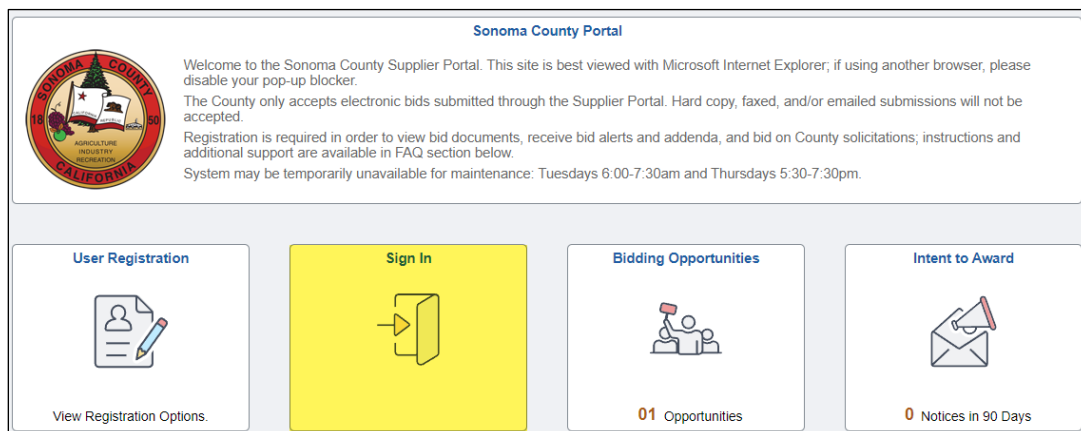 Sonoma County Portal
Welcome to the Sonoma County Supplier Portal. This site is best viewed with Microsoft Internet Explorer; if using another browser, please
disable your pop-up blocker.
The County only accepts electronic bids submitted through the Supplier Portal. Hard copy, faxed, and/or emailed submissions will not be
accepted.
Registration is required in order to view bid documents, receive bid alerts and addenda, and bid on County solicitations; instructions and
additional support are available in FAQ section below.
System may be temporarily unavailable for maintenance: Tuesdays 6:00-7:30am and Thursdays 5:30-7:30pm.
SONOMA COUNTY
18 50
CALIFORNIA REPUBLIC
AGRICULTURE
INDUSTRY
RECREATION
CALIFORNIA
User Registration
View Registration Options.
Sign In
Bidding Opportunities
01 Opportunities
Intent to Award
0 Notices in 90 Days